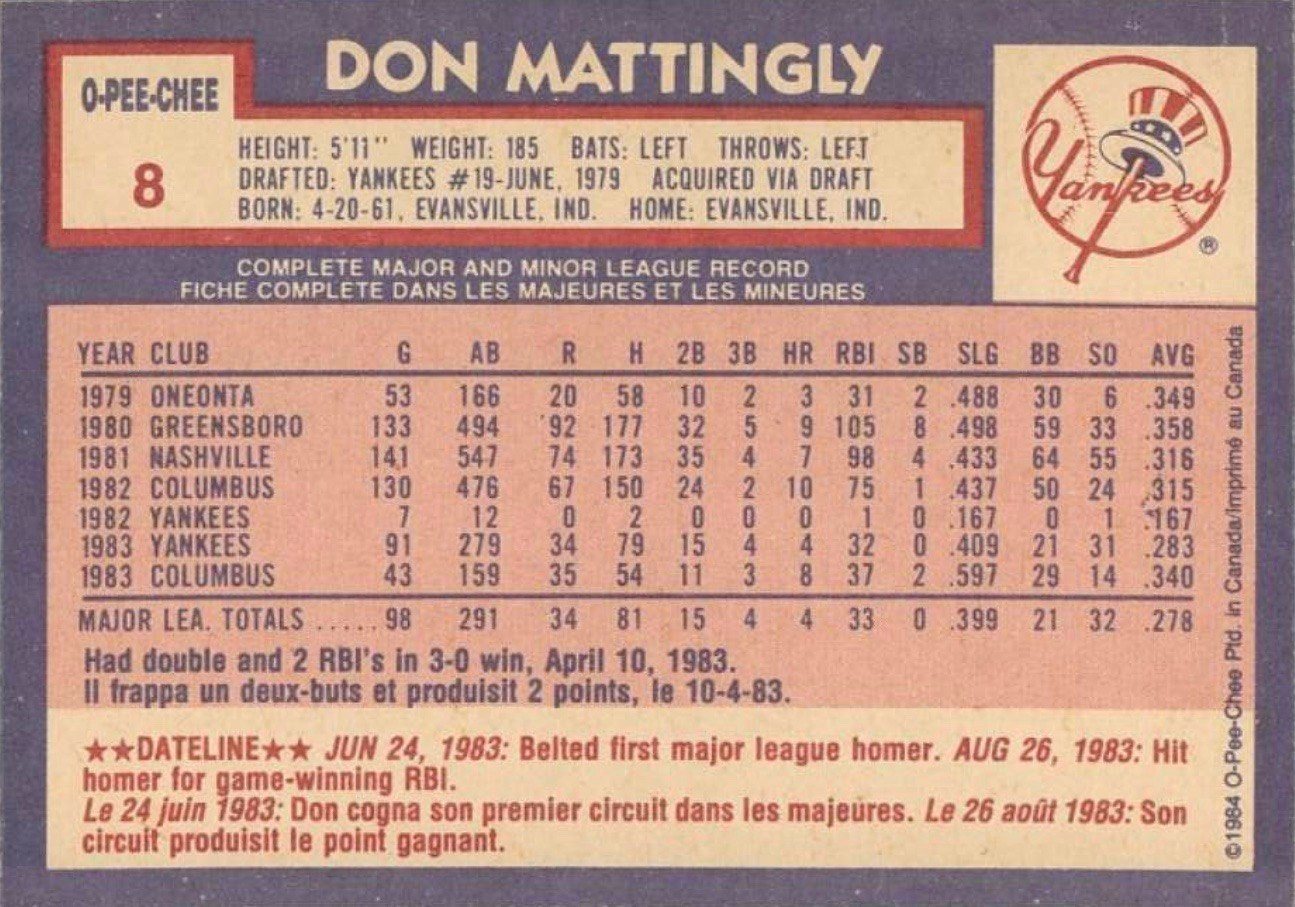 O-PEE-CHEE
8
DON MATTINGLY
HEIGHT: 5'11" WEIGHT: 185 BATS: LEFT THROWS: LEFT
DRAFTED: YANKEES #19-JUNE, 1979 ACQUIRED VIA DRAFT
BORN: 4-20-61, EVANSVILLE, IND. HOME: EVANSVILLE, IND.
Yankees
®
COMPLETE MAJOR AND MINOR LEAGUE RECORD
FICHE COMPLETE DANS LES MAJEURES ET LES MINEURES
YEAR CLUB G AB R H 2B 3B HR RBI SB SLG BB SO AVG
1979 ONEONTA 53 166 20 58 10 2 3 31 2 .488 30 6 .349
1980 GREENSBORO 133 494 92 177 32 5 9 105 8 .498 59 33 .358
1981 NASHVILLE 141 547 74 173 35 4 7 98 4 .433 64 55 .316
1982 COLUMBUS 130 476 67 150 24 2 10 75 1 .437 50 24 .315
1982 YANKEES 7 12 0 2 0 0 0 1 0 .167 0 1 .167
1983 YANKEES 91 279 34 79 15 4 4 32 0 .409 21 31 .283
1983 COLUMBUS 43 159 35 54 11 3 8 37 2 .597 29 14 .340
MAJOR LEA. TOTALS ..... 98 291 34 81 15 4 4 33 0 .399 21 32 .278
Had double and 2 RBI's in 3-0 win, April 10, 1983.
Il frappa un deux-buts et produisit 2 points, le 10-4-83.
★★DATELINE★★ JUN 24, 1983: Belted first major league homer. AUG 26, 1983: Hit
homer for game-winning RBI.
Le 24 juin 1983: Don cogna son premier circuit dans les majeures. Le 26 août 1983: Son
circuit produisit le point gagnant.
©1984 O-Pee-Chee Ptd. in Canada/Imprimé au Canada